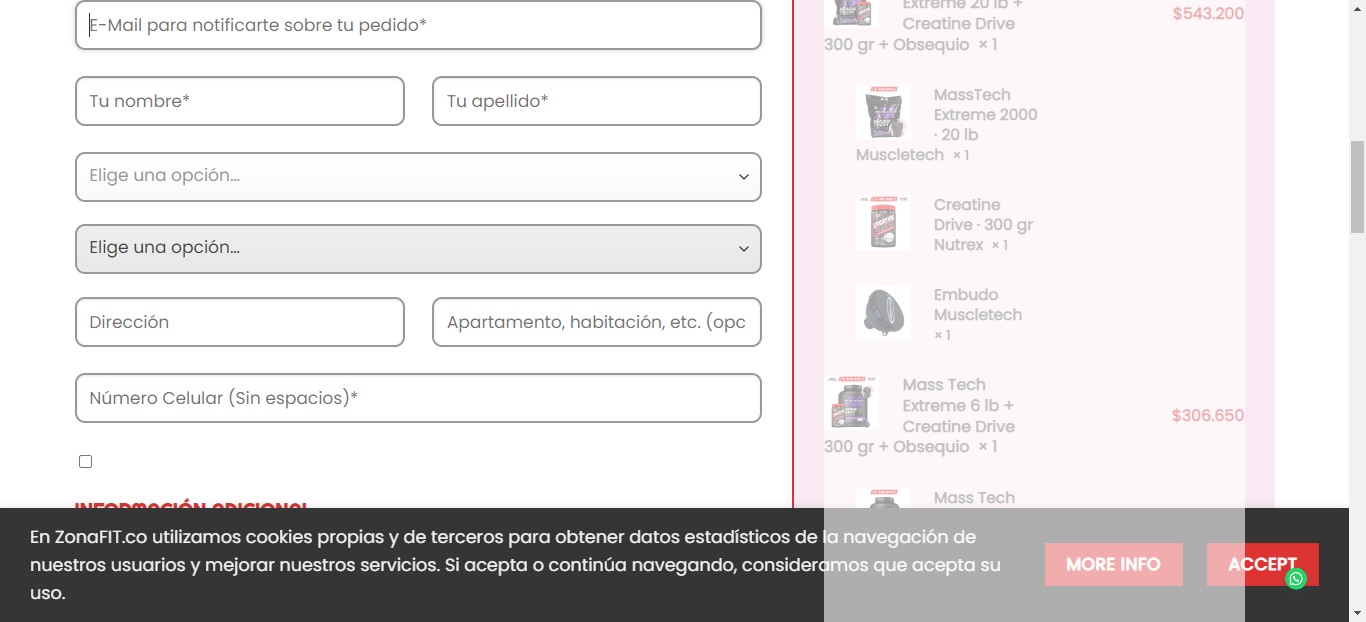 E-Mail para notificarte sobre tu pedido*
Tu nombre*
Tu apellido*
Elige una opción...
Elige una opción...
Dirección
Apartamento, habitación, etc. (opc
Número Celular (Sin espacios)*
INFORMACIÓN ADICIONAL
Extreme 20 lb +
Creatine Drive
300 gr + Obsequio × 1
$543.200
MassTech
Extreme 2000
· 20 lb
Muscletech × 1
Creatine
Drive · 300 gr
Nutrex × 1
Embudo
Muscletech
× 1
Mass Tech
Extreme 6 lb +
Creatine Drive
300 gr + Obsequio × 1
$306.650
Mass Tech
En ZonaFIT.co utilizamos cookies propias y de terceros para obtener datos estadísticos de la navegación de
nuestros usuarios y mejorar nuestros servicios. Si acepta o continúa navegando, consideramos que acepta su
uso.
MORE INFO
ACCEPT